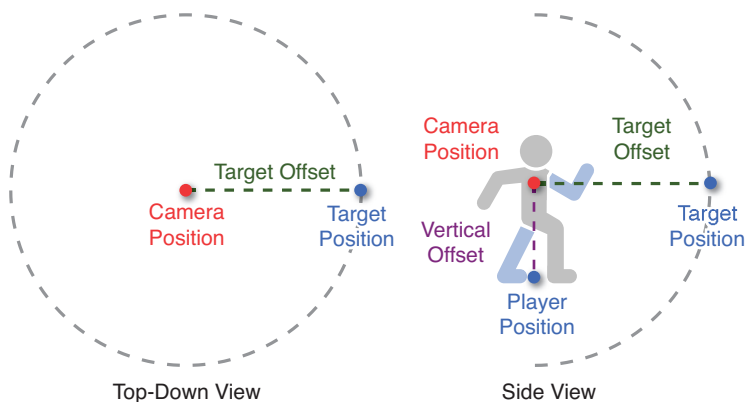 Target Offset
Camera
Position
Target
Position
Top-Down View
Camera
Position
Target
Offset
Vertical
Offset
Target
Position
Player
Position
Side View